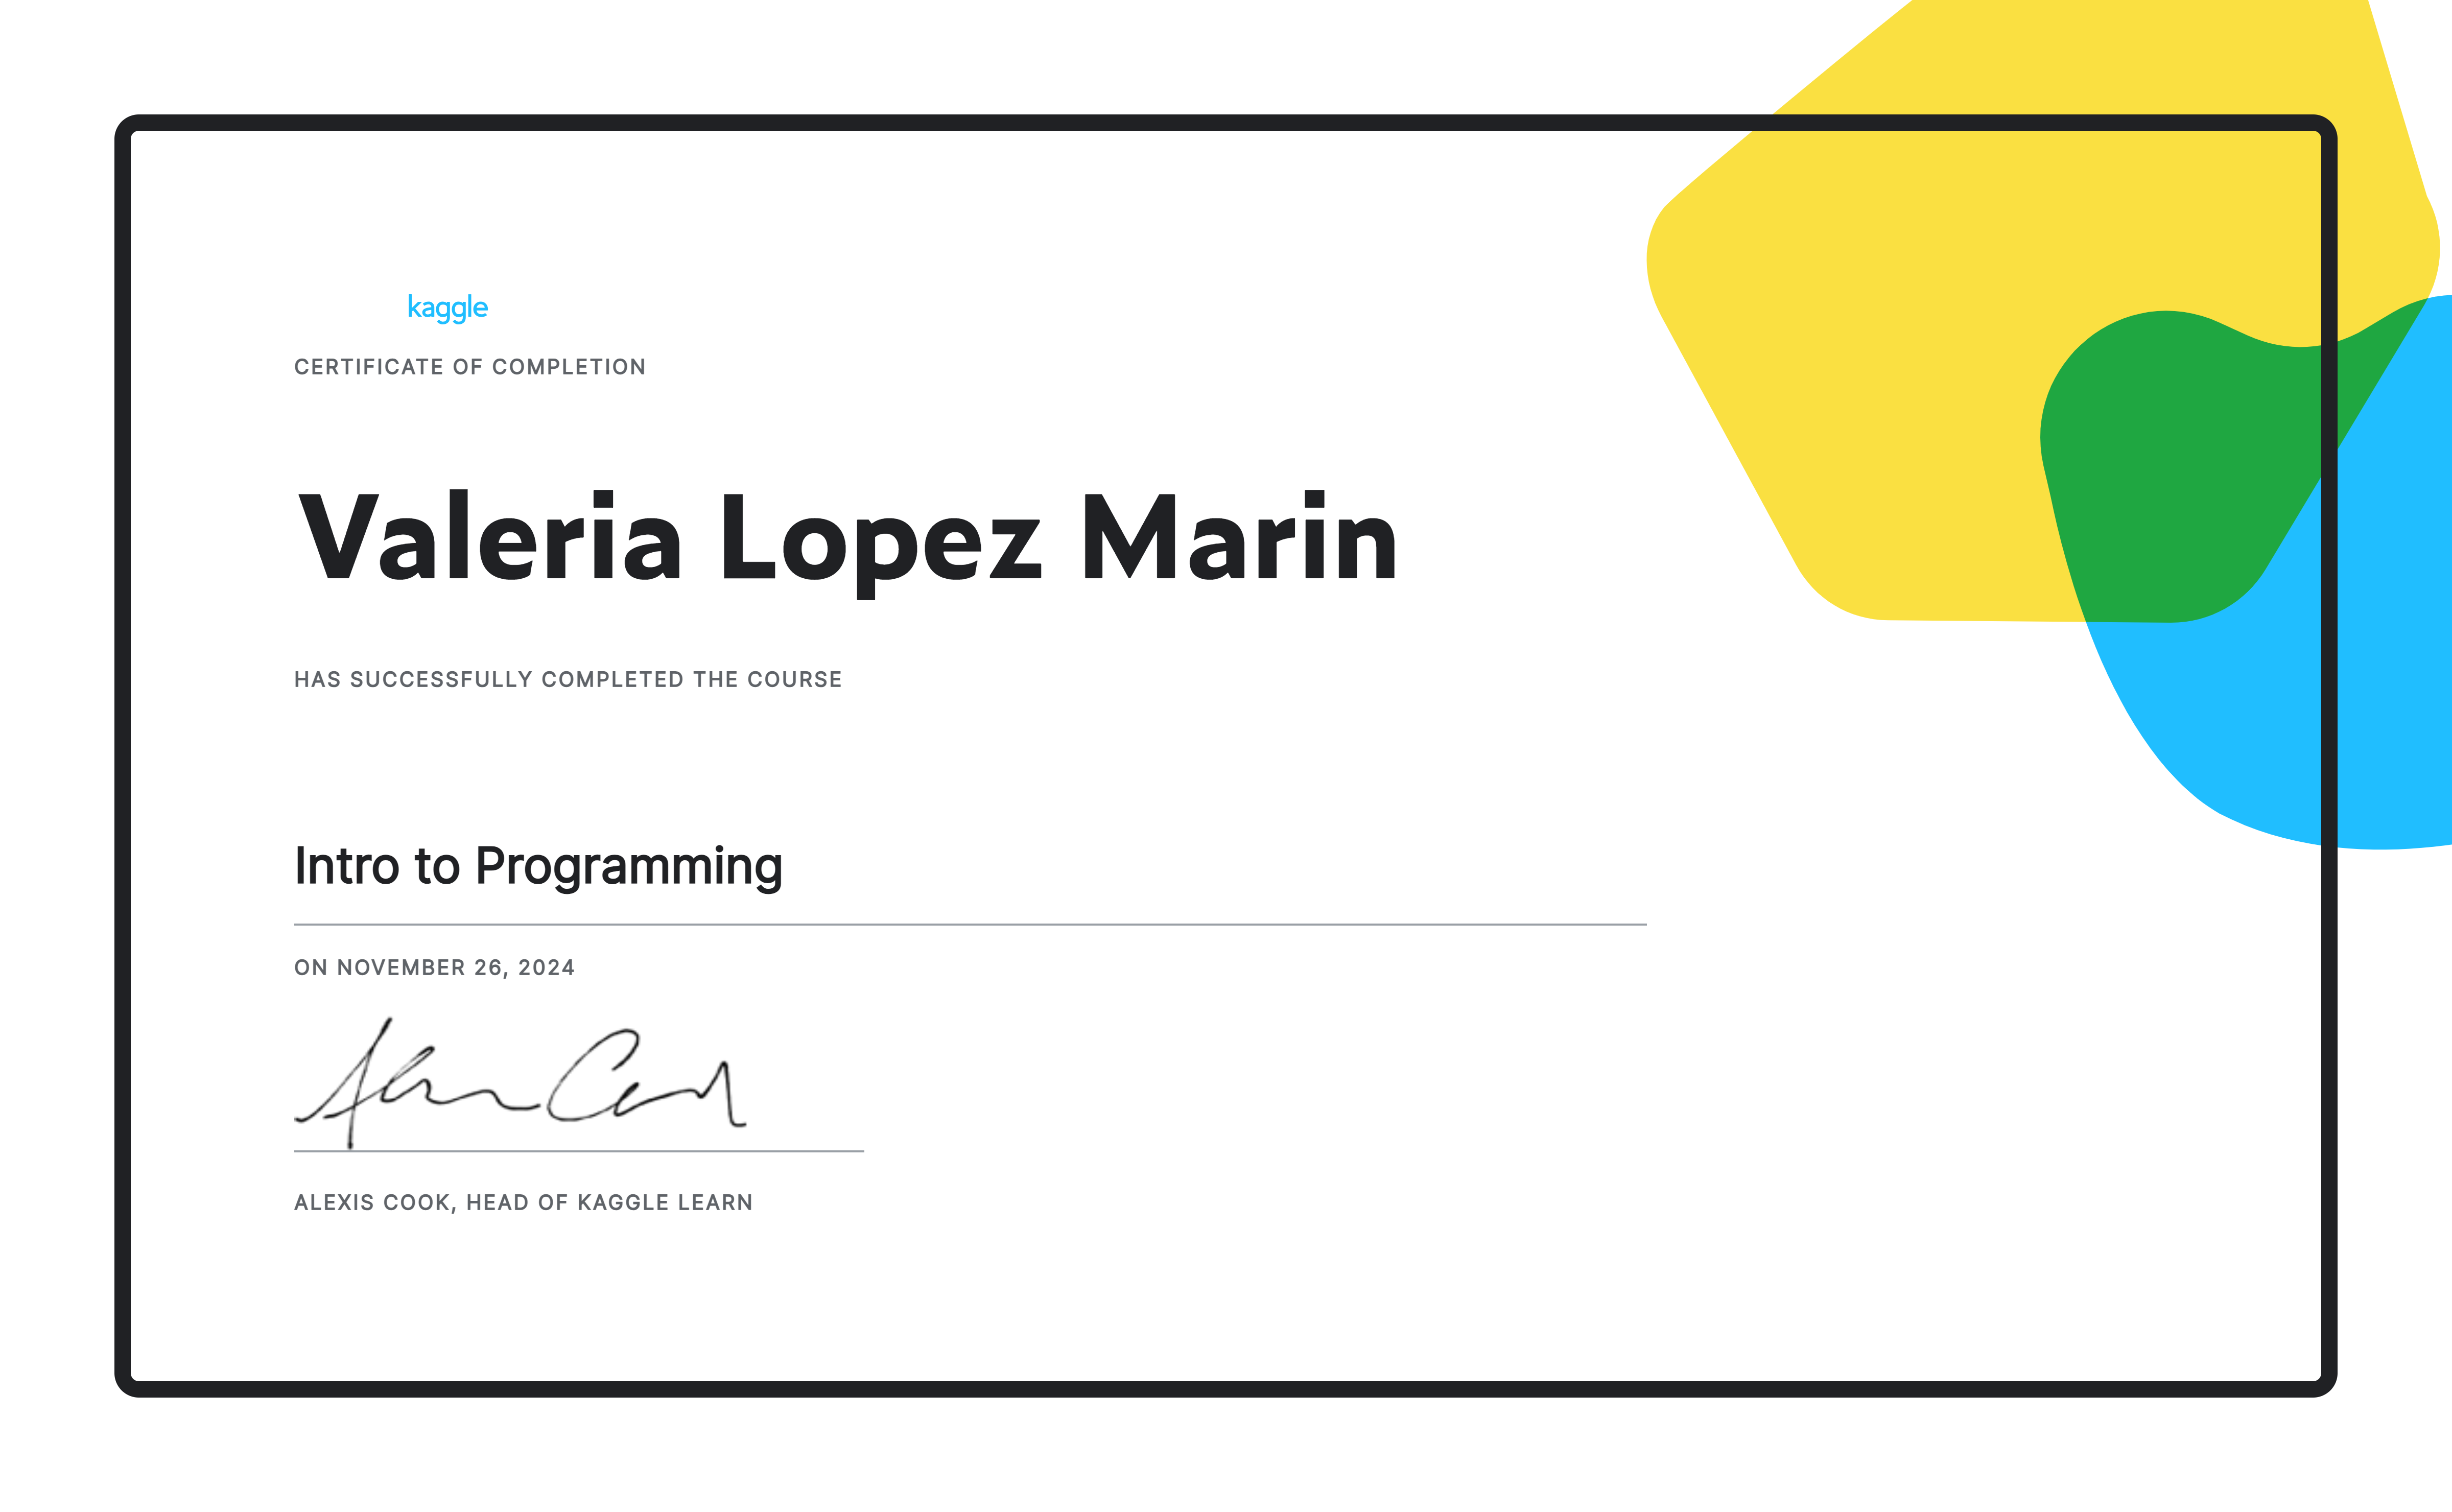 kaggle
CERTIFICATE OF COMPLETION
Valeria Lopez Marin
HAS SUCCESSFULLY COMPLETED THE COURSE
Intro to Programming
ON NOVEMBER 26, 2024
ALEXIS COOK, HEAD OF KAGGLE LEARN